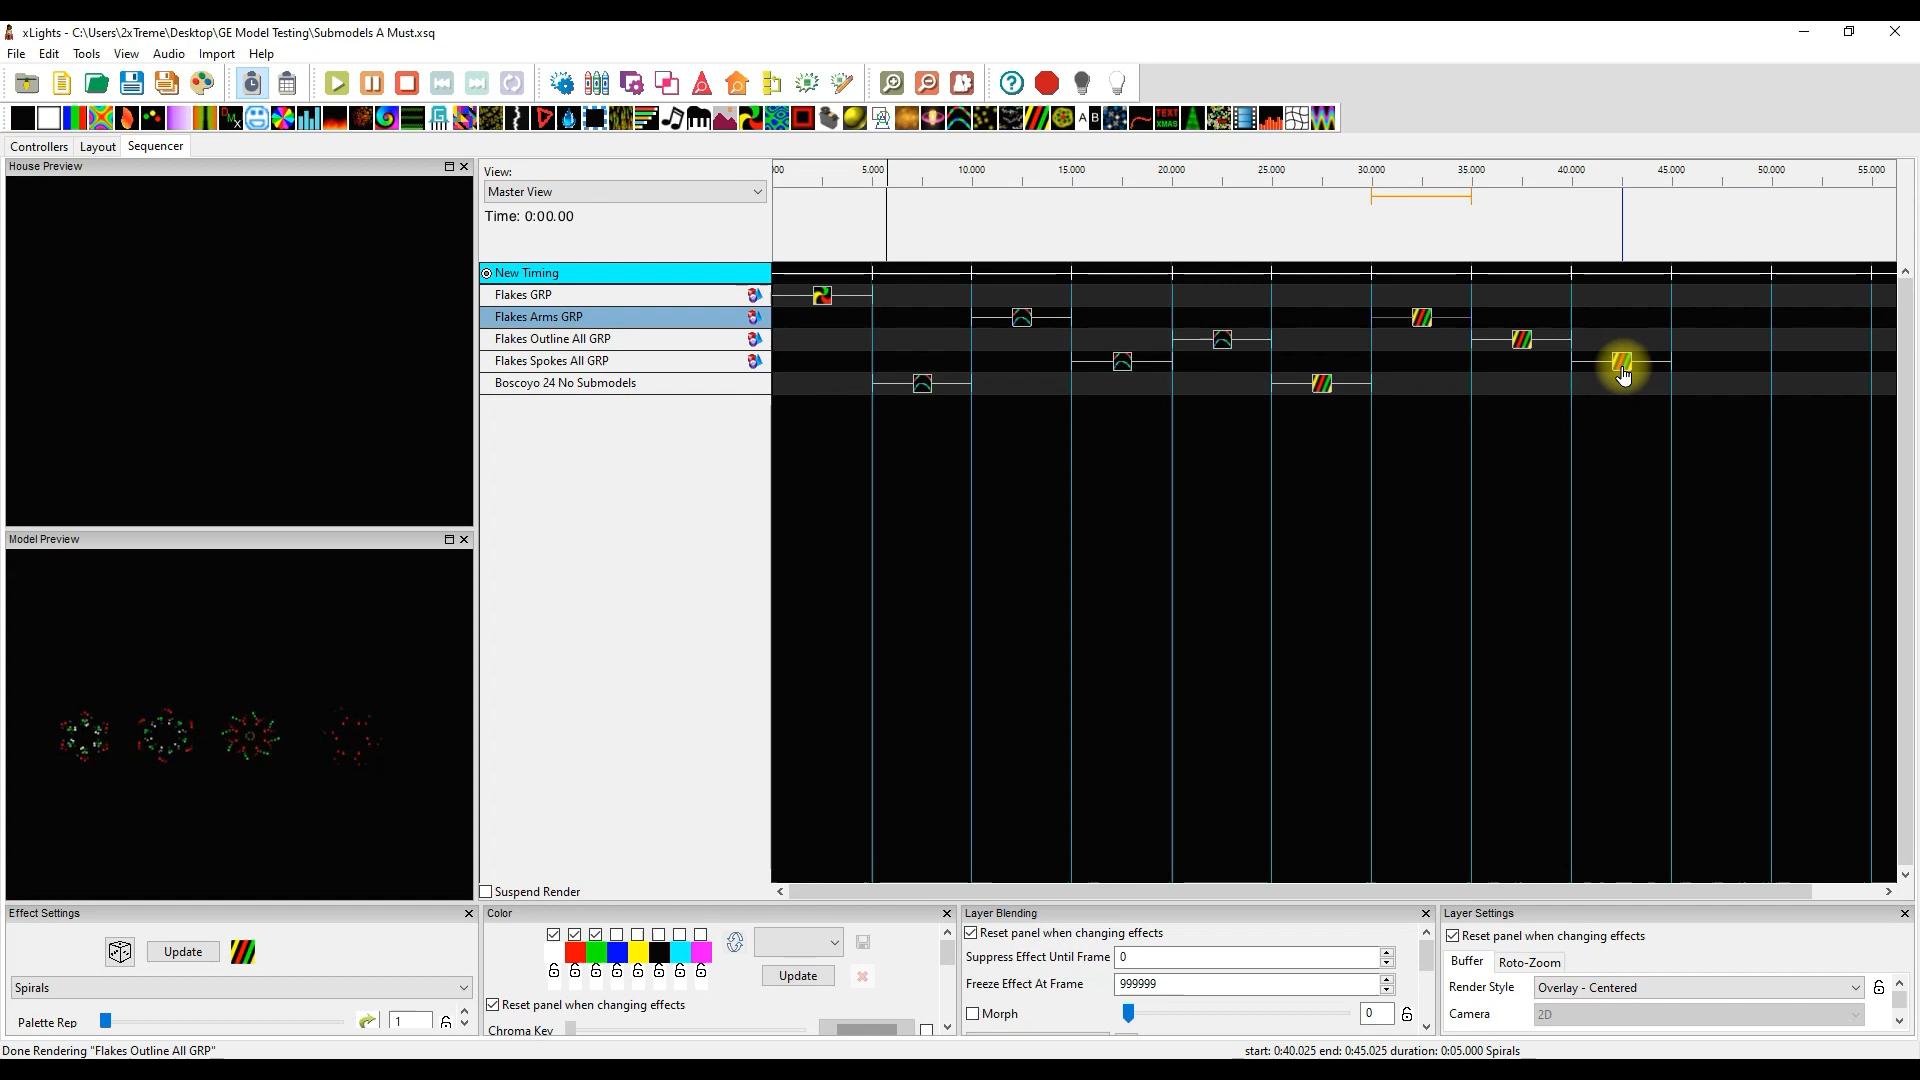 xLights - C:\Users\2xTreme\Desktop\GE Model Testing\Submodels A Must.xsq
File Edit Tools View Audio Import Help
Controllers Layout Sequencer
House Preview
View:
Master View
Time: 0:00.00
5.000 10.000 15.000 20.000 25.000 30.000 35.000 40.000 45.000 50.000 55.000
New Timing
Flakes GRP
Flakes Arms GRP
Flakes Outline All GRP
Flakes Spokes All GRP
Boscoyo 24 No Submodels
Model Preview
Suspend Render
Effect Settings
Update
Spirals
Palette Rep 1
Color
Update
Reset panel when changing effects
Chroma Key
Layer Blending
Reset panel when changing effects
Suppress Effect Until Frame 0
Freeze Effect At Frame 999999
Morph 0
Layer Settings
Reset panel when changing effects
Buffer Roto-Zoom
Render Style Overlay - Centered
Camera 2D
Done Rendering "Flakes Outline All GRP"
start: 0:40.025 end: 0:45.025 duration: 0:05.000 Spirals